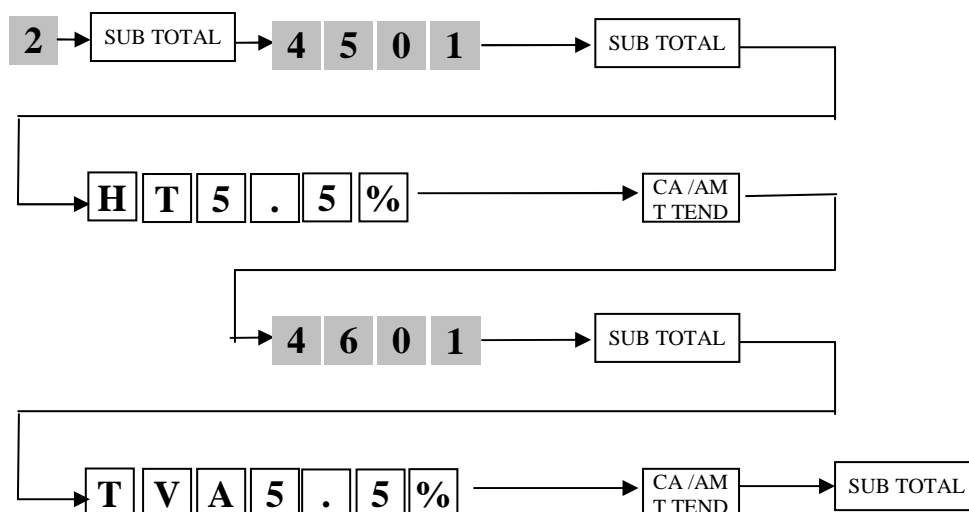 2 SUB TOTAL 4 5 0 1 SUB TOTAL
H T 5 . 5 % CA /AM
T TEND
4 6 0 1 SUB TOTAL
T V A 5 . 5 % CA /AM
T TEND SUB TOTAL